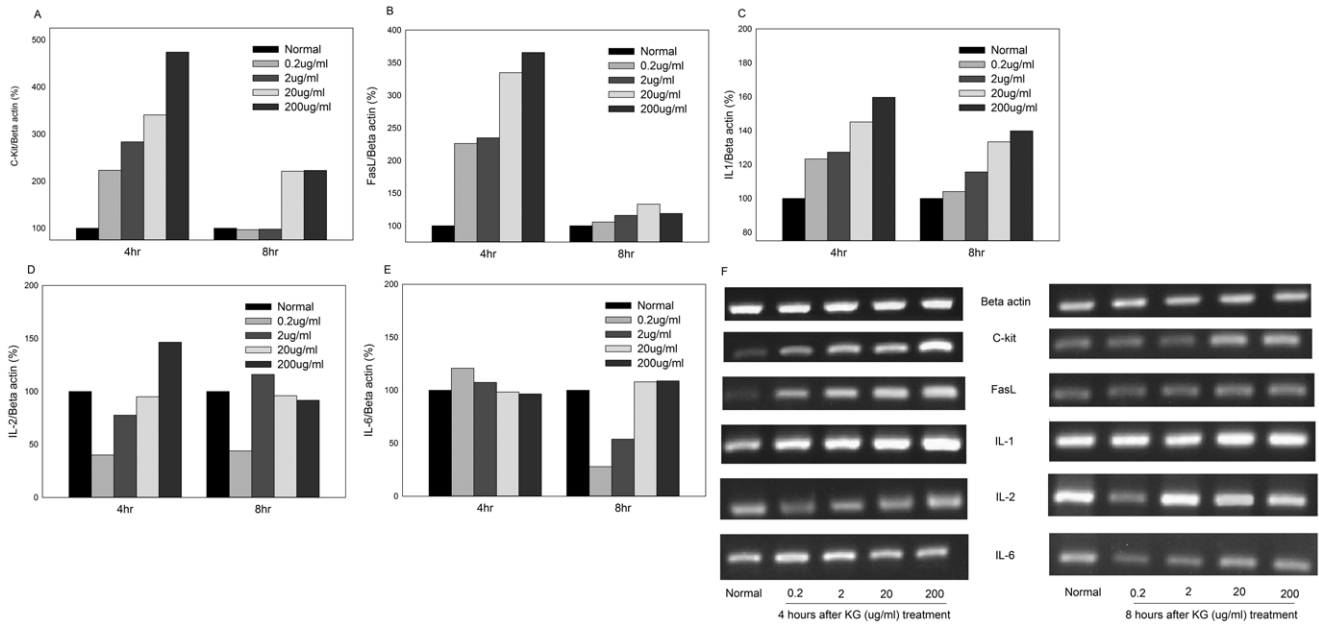 A
500
400
300
200
100
C-Kit/Beta actin (%)
Normal
0.2ug/ml
2ug/ml
20ug/ml
200ug/ml
4hr
8hr
B
400
350
300
250
200
150
100
FasL/Beta actin (%)
Normal
0.2ug/ml
2ug/ml
20ug/ml
200ug/ml
4hr
8hr
C
200
180
160
140
120
100
80
IL1/Beta actin (%)
Normal
0.2ug/ml
2ug/ml
20ug/ml
200ug/ml
4hr
8hr
D
200
150
100
50
0
IL-2/Beta actin (%)
Normal
0.2ug/ml
2ug/ml
20ug/ml
200ug/ml
4hr
8hr
E
200
150
100
50
0
IL-6/Beta actin (%)
Normal
0.2ug/ml
2ug/ml
20ug/ml
200ug/ml
4hr
8hr
F
Beta actin
C-kit
FasL
IL-1
IL-2
IL-6
Normal 0.2 2 20 200
4 hours after KG (ug/ml) treatment
Normal 0.2 2 20 200
8 hours after KG (ug/ml) treatment